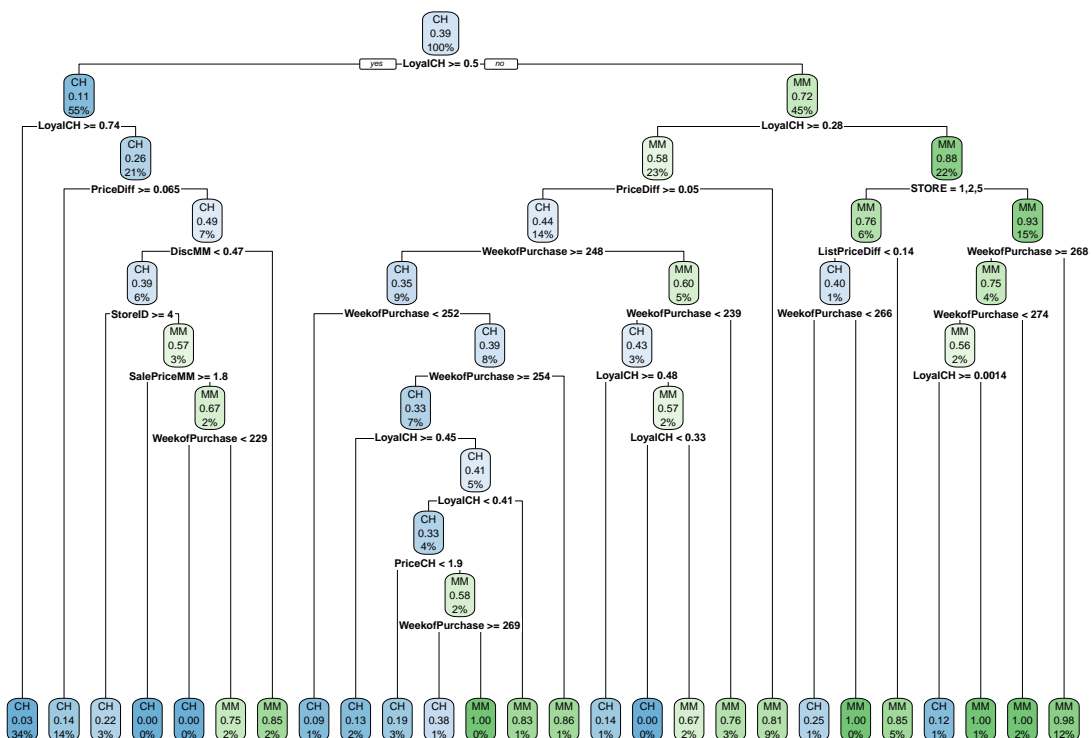 CH
0.39
100%
yes LoyalCH >= 0.5 no
CH
0.11
55%
MM
0.72
45%
LoyalCH >= 0.74
LoyalCH >= 0.28
CH
0.26
21%
MM
0.58
23%
MM
0.88
22%
PriceDiff >= 0.065
PriceDiff >= 0.05
STORE = 1,2,5
CH
0.49
7%
CH
0.44
14%
MM
0.76
6%
MM
0.93
15%
DiscMM < 0.47
WeekofPurchase >= 248
ListPriceDiff < 0.14
WeekofPurchase >= 268
CH
0.39
6%
CH
0.35
9%
MM
0.60
5%
CH
0.40
1%
MM
0.75
4%
StoreID >= 4
WeekofPurchase < 252
WeekofPurchase < 239
WeekofPurchase < 266
WeekofPurchase < 274
MM
0.57
3%
CH
0.39
8%
CH
0.43
3%
MM
0.56
2%
SalePriceMM >= 1.8
WeekofPurchase >= 254
LoyalCH >= 0.48
LoyalCH >= 0.0014
MM
0.67
2%
CH
0.33
7%
MM
0.57
2%
WeekofPurchase < 229
LoyalCH >= 0.45
LoyalCH < 0.33
CH
0.41
5%
LoyalCH < 0.41
CH
0.33
4%
PriceCH < 1.9
MM
0.58
2%
WeekofPurchase >= 269
CH
0.03
34%
CH
0.14
14%
CH
0.22
3%
CH
0.00
0%
CH
0.00
0%
MM
0.75
2%
MM
0.85
2%
CH
0.09
1%
CH
0.13
2%
CH
0.19
3%
CH
0.38
1%
MM
1.00
0%
MM
0.83
1%
MM
0.86
1%
CH
0.14
1%
CH
0.00
0%
MM
0.67
2%
MM
0.76
3%
MM
0.81
9%
CH
0.25
1%
MM
1.00
0%
MM
0.85
5%
CH
0.12
1%
MM
1.00
1%
MM
1.00
2%
MM
0.98
12%